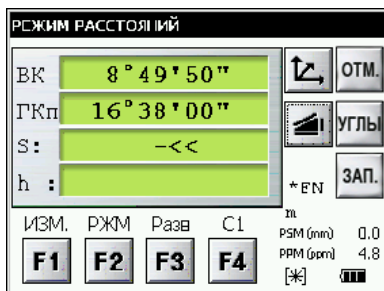 РЕЖИМ РАССТОЯНИЙ
ВК 8°49'50"
ОТМ.
ГКп 16°38'00"
УГЛЫ
S: -<<
h :
ЗАП.
*FN
m
ИЗМ. РЖМ Разв С1
PSM (mm) 0.0
F1 F2 F3 F4
PPM (ppm) 4.8
[*]